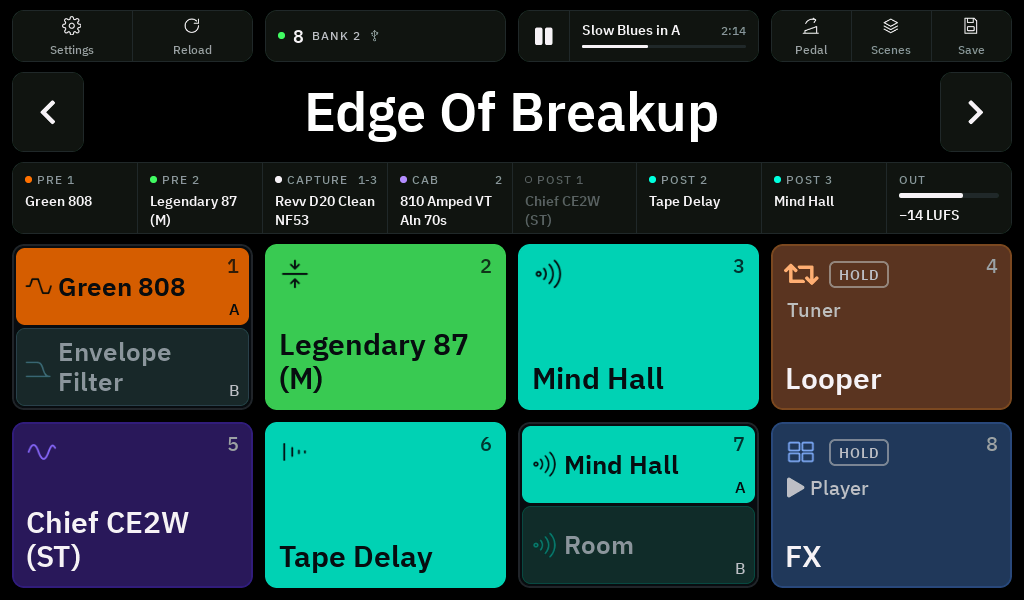 Settings
Reload
8 BANK 2
Slow Blues in A 2:14
Pedal
Scenes
Save
Edge Of Breakup
PRE 1
Green 808
PRE 2
Legendary 87
(M)
CAPTURE 1-3
Revv D20 Clean
NF53
CAB 2
810 Amped VT
Aln 70s
POST 1
Chief CE2W
(ST)
POST 2
Tape Delay
POST 3
Mind Hall
OUT
−14 LUFS
1
Green 808
A
Envelope
Filter
B
2
Legendary 87
(M)
3
Mind Hall
HOLD 4
Tuner
Looper
5
Chief CE2W
(ST)
6
Tape Delay
7
Mind Hall
A
Room
B
HOLD 8
Player
FX